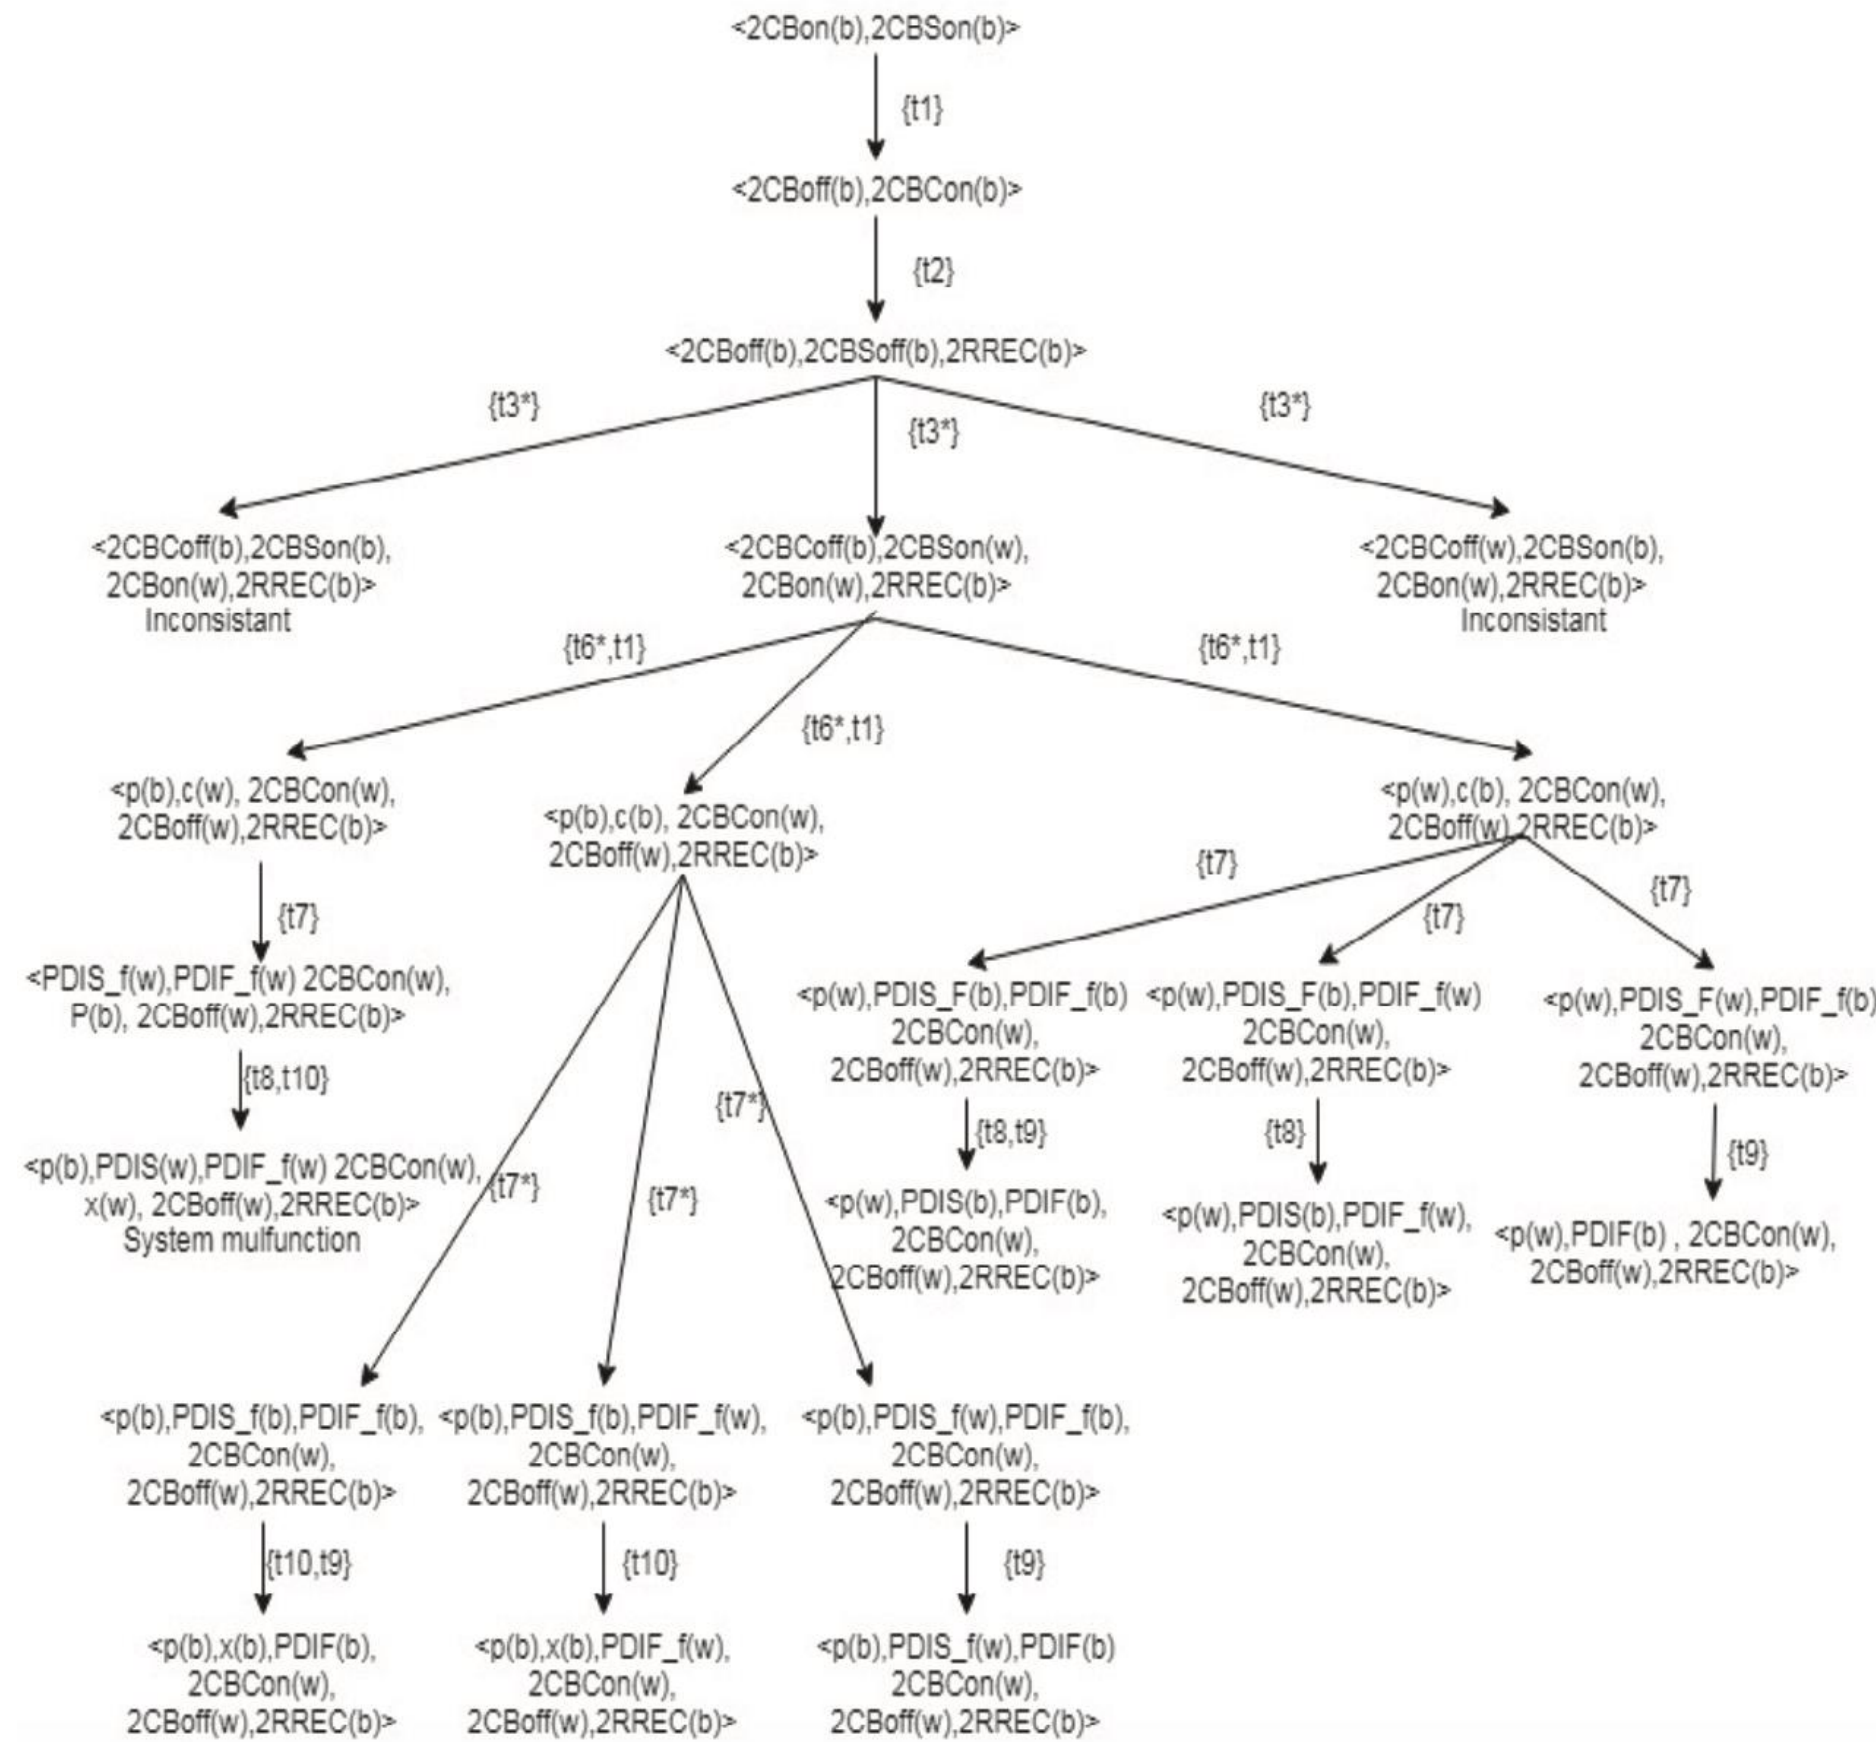 <2CBon(b),2CBSon(b)>
{t1}
<2CBoff(b),2CBCon(b)>
{t2}
<2CBoff(b),2CBSoff(b),2RREC(b)>
{t3*}
{t3*}
{t3*}
<2CBCoff(b),2CBSon(b),
2CBon(w),2RREC(b)>
Inconsistant
<2CBCoff(b),2CBSon(w),
2CBon(w),2RREC(b)>
<2CBCoff(w),2CBSon(b),
2CBon(w),2RREC(b)>
Inconsistant
{t6*,t1}
{t6*,t1}
{t6*,t1}
<p(b),c(w), 2CBCon(w),
2CBoff(w),2RREC(b)>
<p(b),c(b), 2CBCon(w),
2CBoff(w),2RREC(b)>
<p(w),c(b), 2CBCon(w),
2CBoff(w),2RREC(b)>
{t7}
{t7}
{t7}
{t7}
<PDIS_f(w),PDIF_f(w) 2CBCon(w),
P(b), 2CBoff(w),2RREC(b)>
<p(w),PDIS_F(b),PDIF_f(b)
2CBCon(w),
2CBoff(w),2RREC(b)>
<p(w),PDIS_F(b),PDIF_f(w)
2CBCon(w),
2CBoff(w),2RREC(b)>
<p(w),PDIS_F(w),PDIF_f(b)
2CBCon(w),
2CBoff(w),2RREC(b)>
{t8,t10}
{t7*}
{t8,t9}
{t8}
{t9}
<p(b),PDIS(w),PDIF_f(w) 2CBCon(w),
x(w), 2CBoff(w),2RREC(b)>
System mulfunction
{t7*}
{t7*}
<p(w),PDIS(b),PDIF(b),
2CBCon(w),
2CBoff(w),2RREC(b)>
<p(w),PDIS(b),PDIF_f(w),
2CBCon(w),
2CBoff(w),2RREC(b)>
<p(w),PDIF(b) , 2CBCon(w),
2CBoff(w),2RREC(b)>
<p(b),PDIS_f(b),PDIF_f(b),
2CBCon(w),
2CBoff(w),2RREC(b)>
<p(b),PDIS_f(b),PDIF_f(w),
2CBCon(w),
2CBoff(w),2RREC(b)>
<p(b),PDIS_f(w),PDIF_f(b),
2CBCon(w),
2CBoff(w),2RREC(b)>
{t10,t9}
{t10}
{t9}
<p(b),x(b),PDIF(b),
2CBCon(w),
2CBoff(w),2RREC(b)>
<p(b),x(b),PDIF_f(w),
2CBCon(w),
2CBoff(w),2RREC(b)>
<p(b),PDIS_f(w),PDIF(b)
2CBCon(w),
2CBoff(w),2RREC(b)>